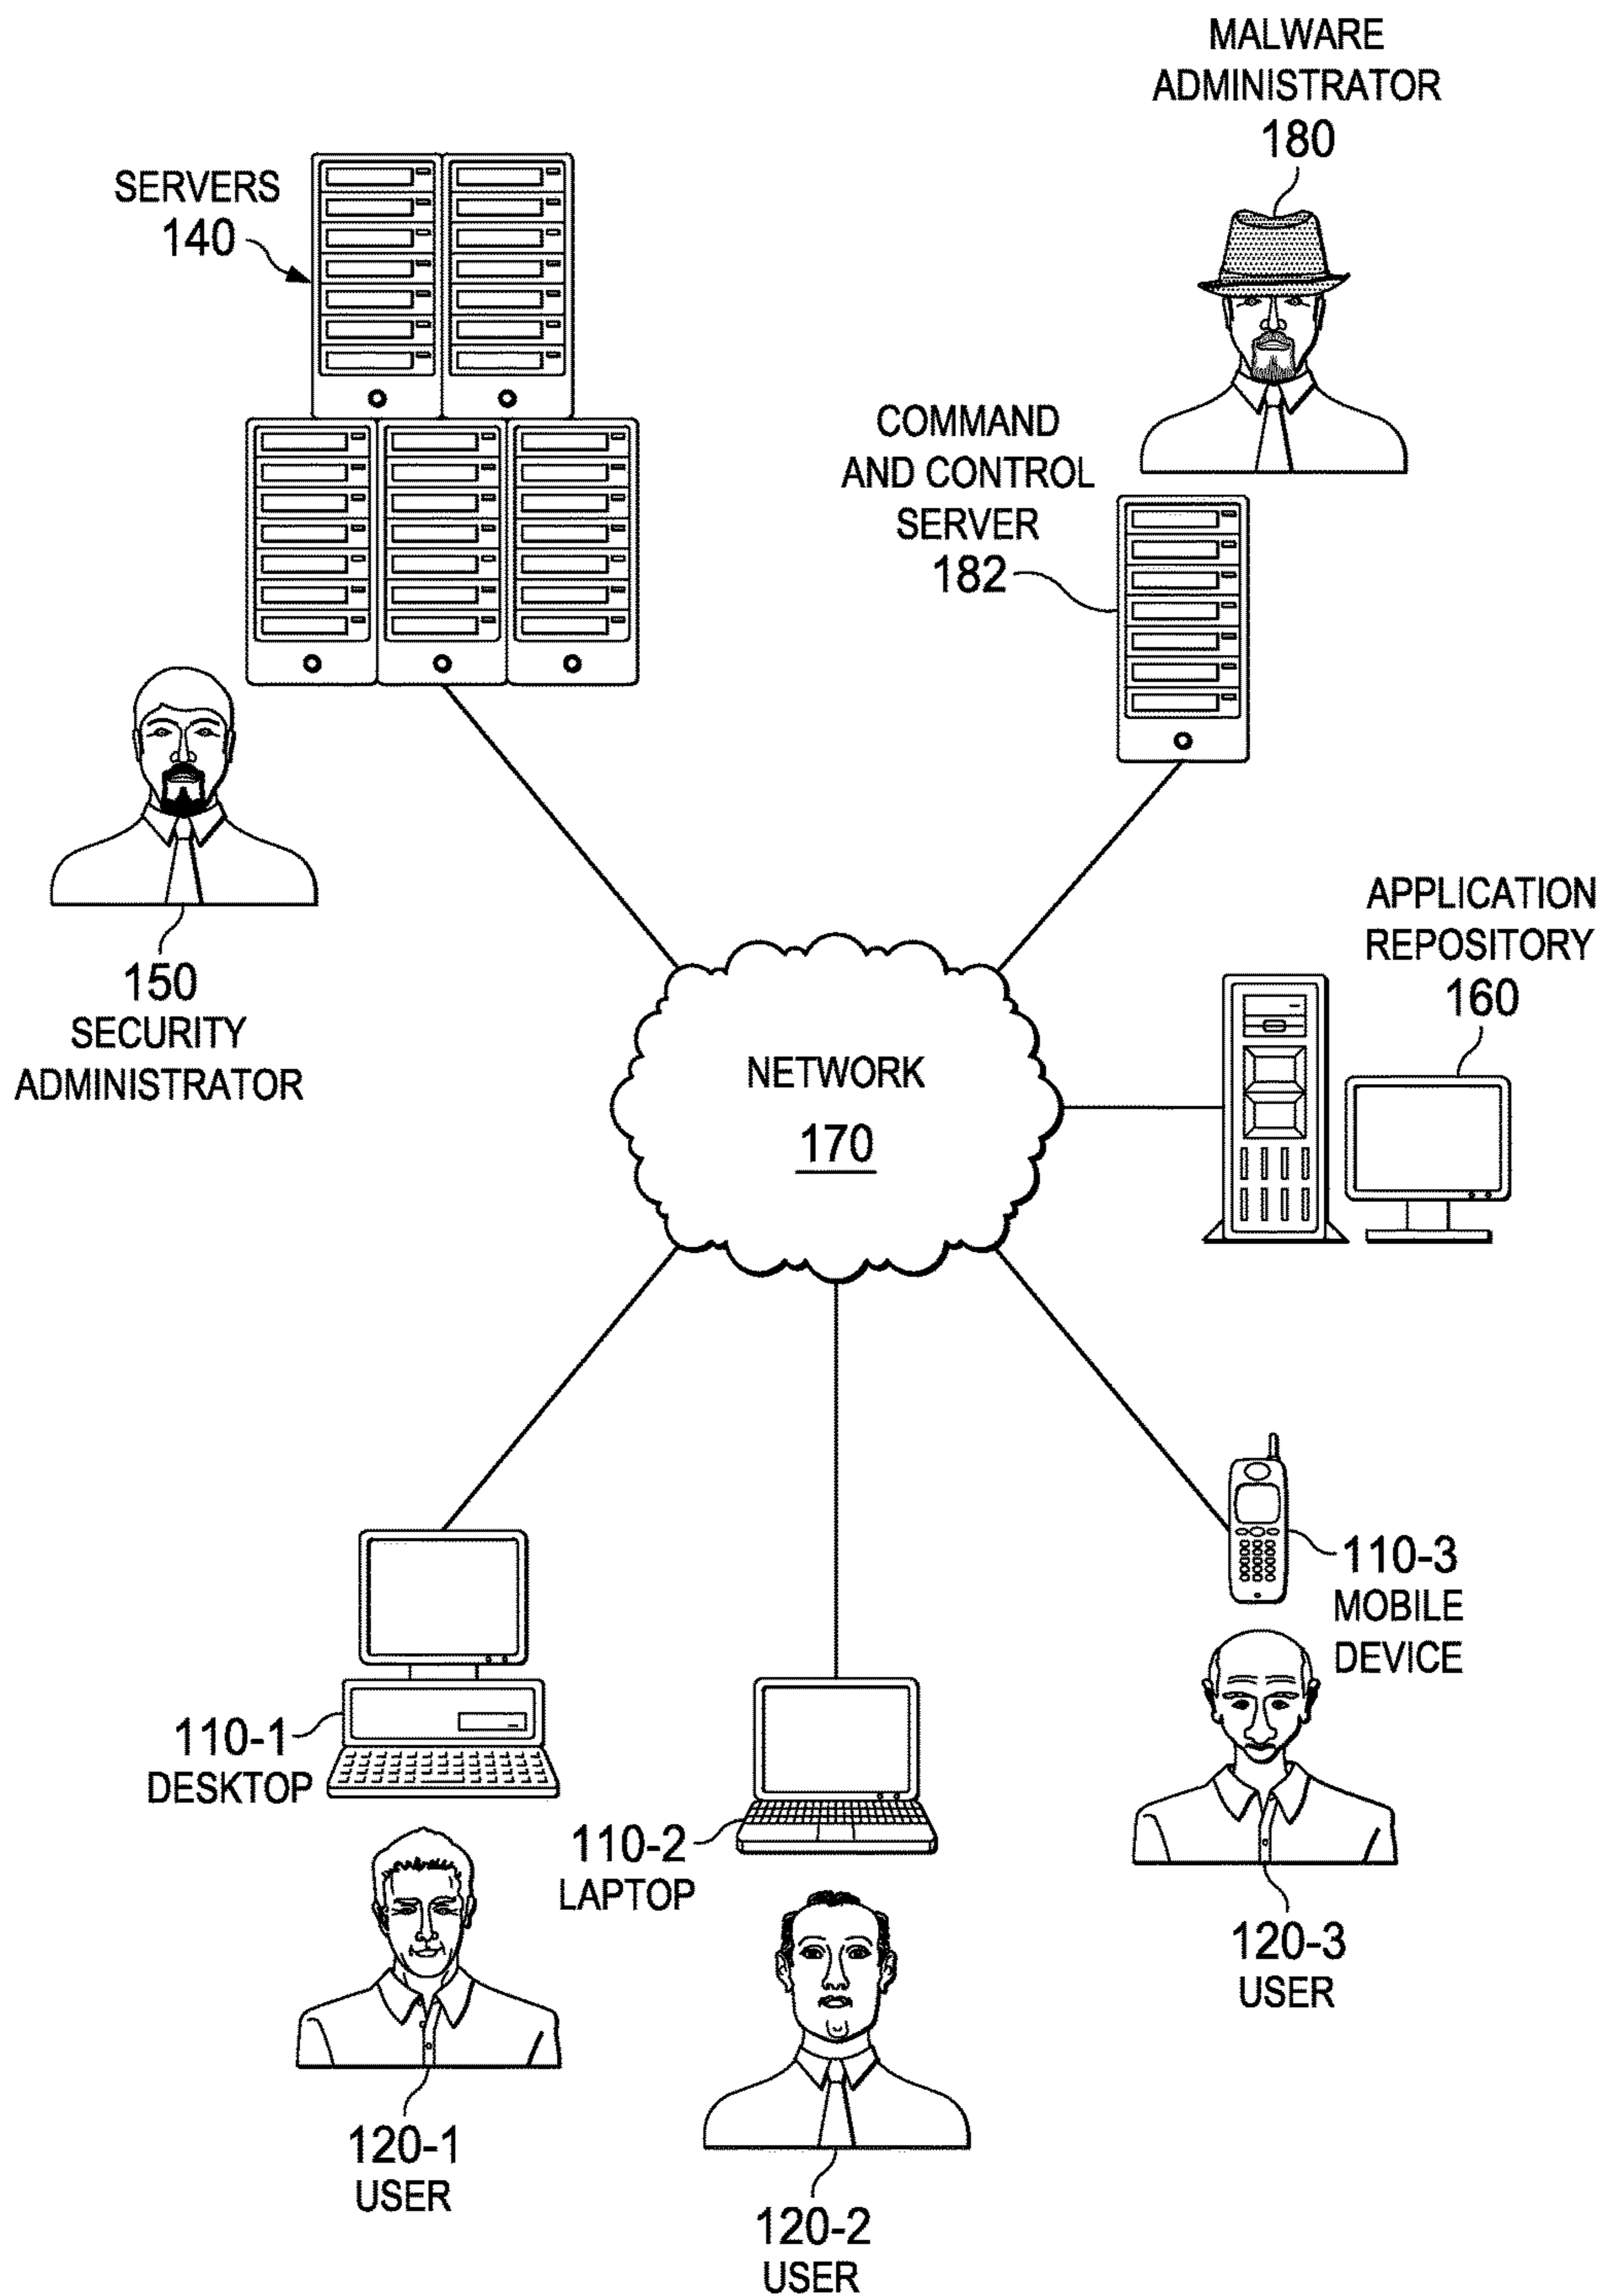 MALWARE
ADMINISTRATOR
180
SERVERS
140
COMMAND
AND CONTROL
SERVER
182
150
SECURITY
ADMINISTRATOR
APPLICATION
REPOSITORY
160
NETWORK
170
110-3
MOBILE
DEVICE
110-1
DESKTOP
110-2
LAPTOP
120-3
USER
120-1
USER
120-2
USER